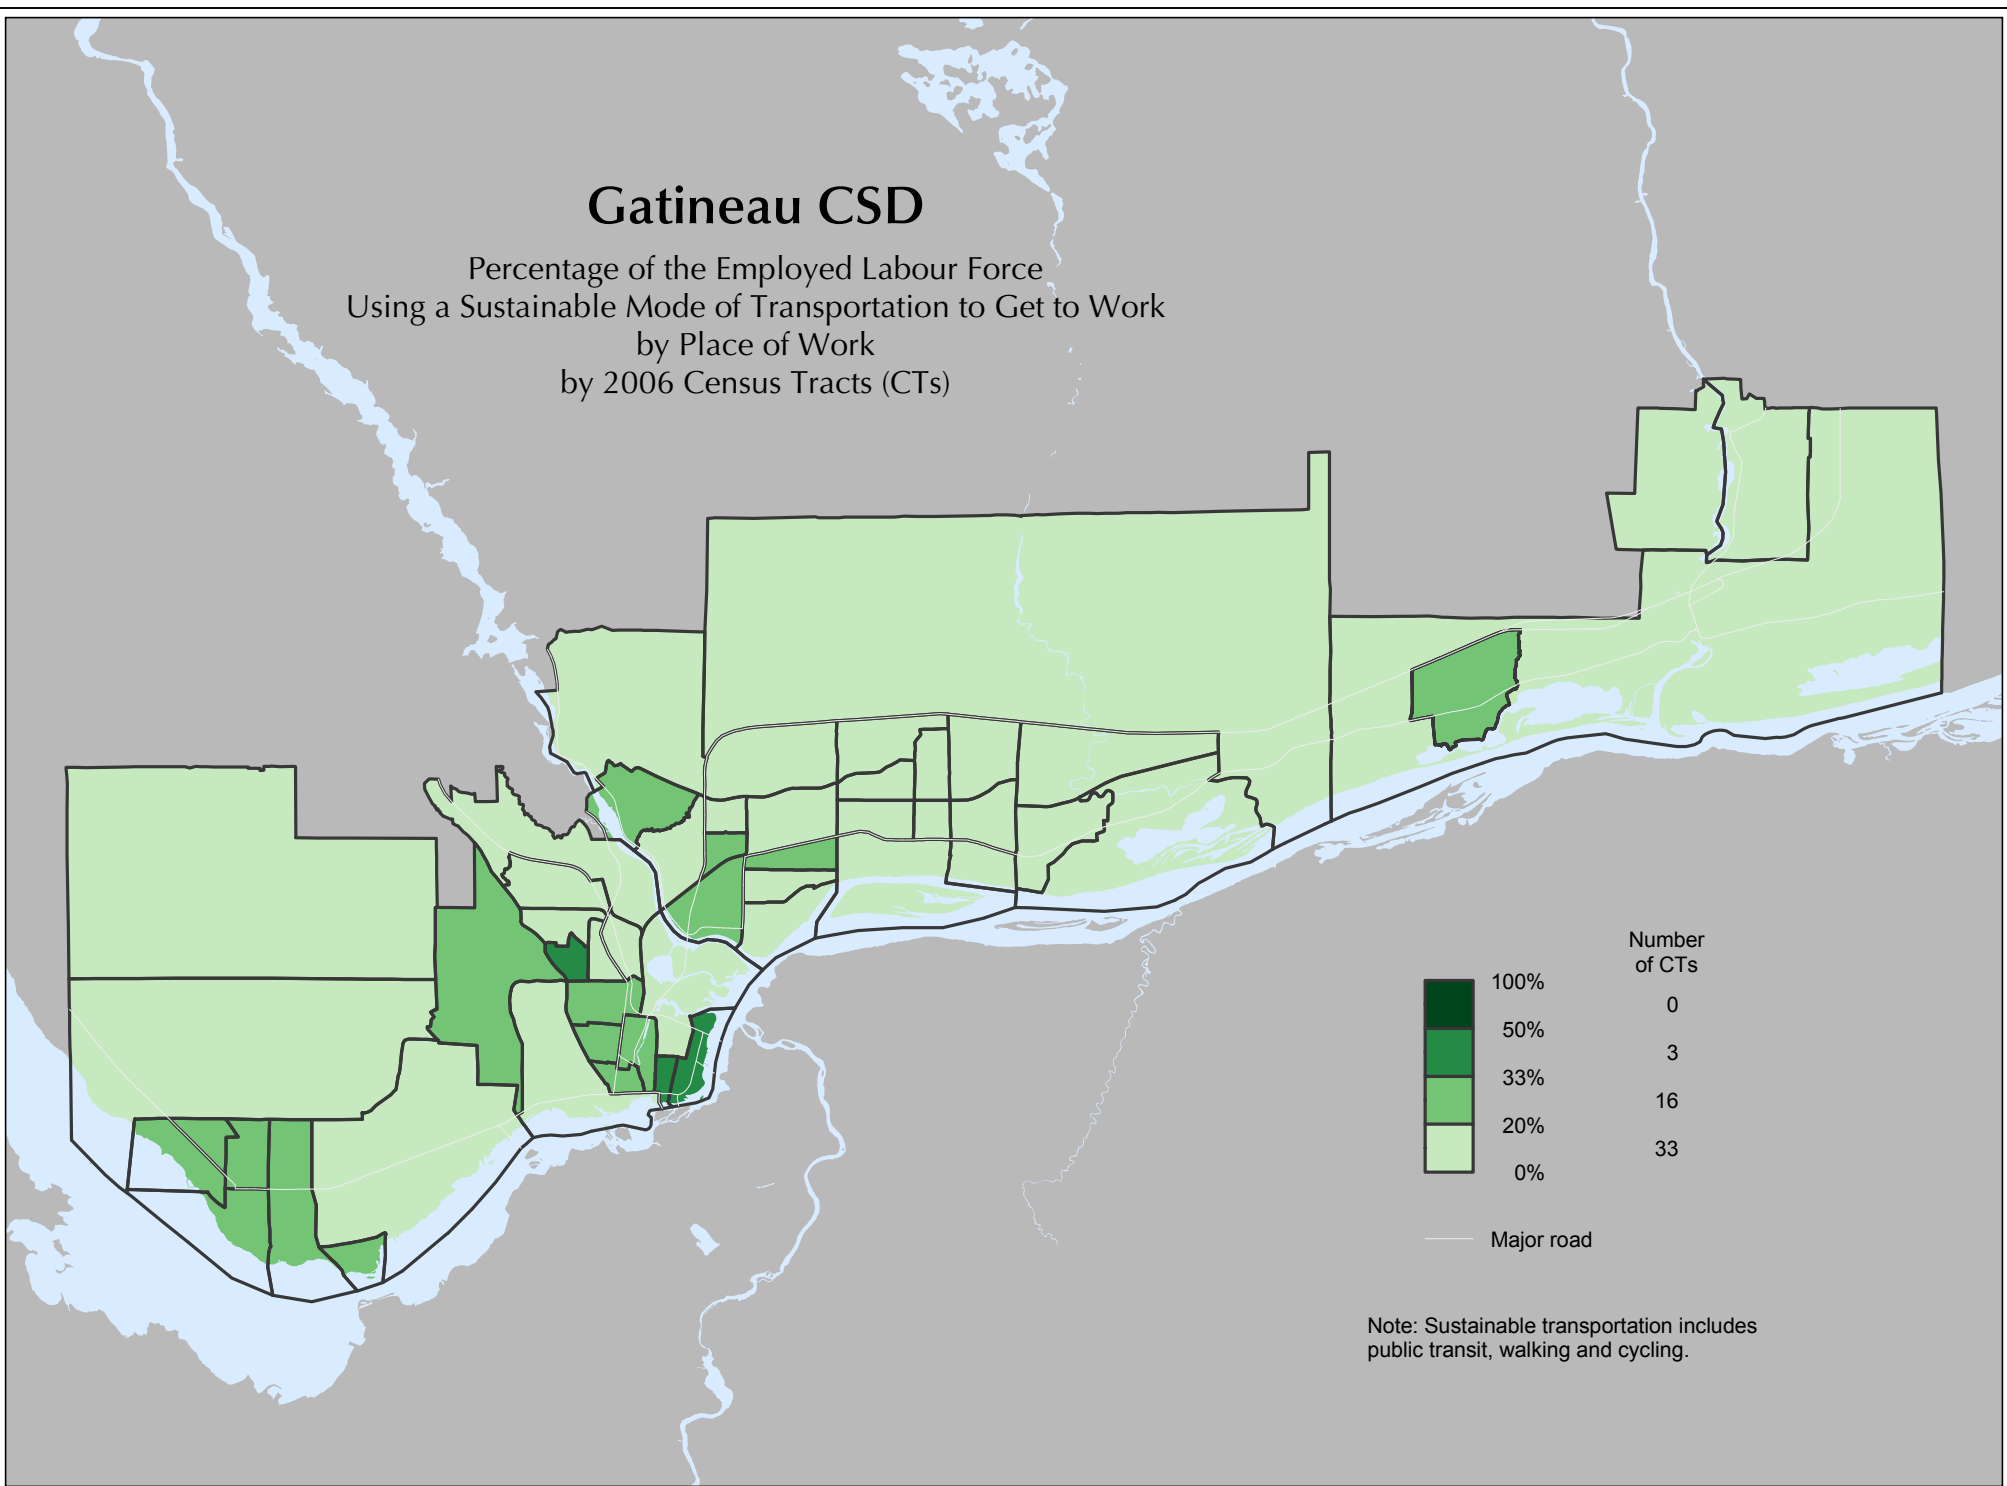 Gatineau CSD
Percentage of the Employed Labour Force
Using a Sustainable Mode of Transportation to Get to Work
by Place of Work
by 2006 Census Tracts (CTs)
Number
of CTs
100%
0
50%
3
33%
16
20%
33
0%
Major road
Note: Sustainable transportation includes
public transit, walking and cycling.